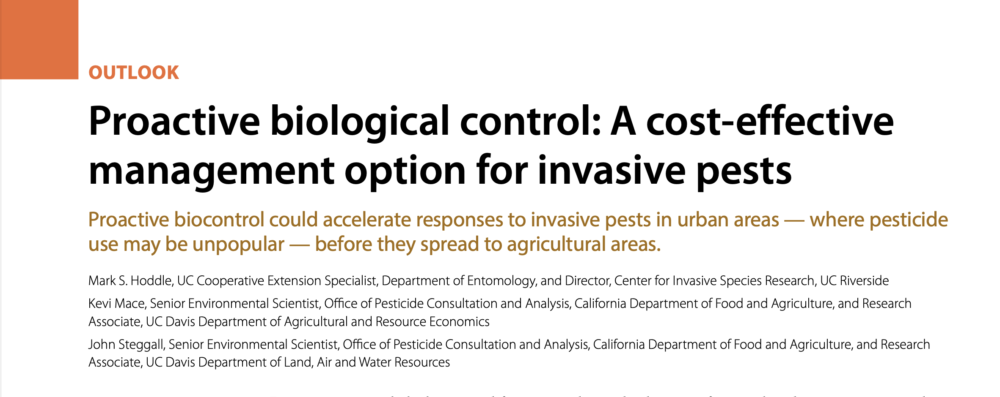 OUTLOOK
Proactive biological control: A cost-effective
management option for invasive pests
Proactive biocontrol could accelerate responses to invasive pests in urban areas — where pesticide
use may be unpopular — before they spread to agricultural areas.
Mark S. Hoddle, UC Cooperative Extension Specialist, Department of Entomology, and Director, Center for Invasive Species Research, UC Riverside
Kevi Mace, Senior Environmental Scientist, Office of Pesticide Consultation and Analysis, California Department of Food and Agriculture, and Research
Associate, UC Davis Department of Agricultural and Resource Economics
John Steggall, Senior Environmental Scientist, Office of Pesticide Consultation and Analysis, California Department of Food and Agriculture, and Research
Associate, UC Davis Department of Land, Air and Water Resources